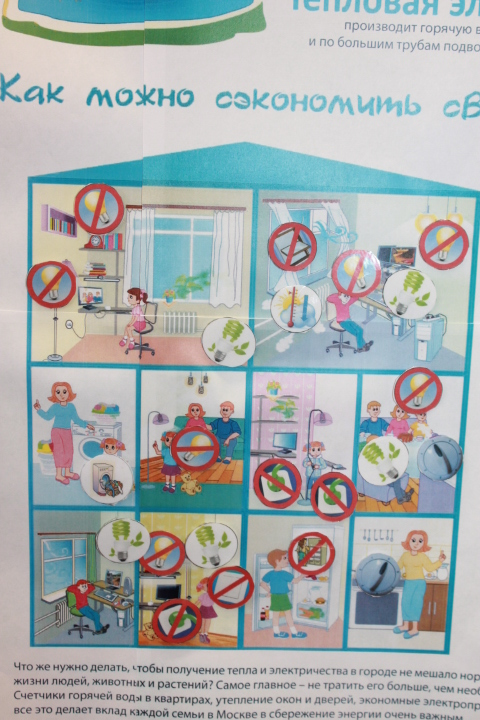 Тепловая эл
производит горячую в
и по большим трубам подво
Как можно сэкономить св
Что же нужно делать, чтобы получение тепла и электричества в городе не мешало нор
жизни людей, животных и растений? Самое главное – не тратить его больше, чем необ
Счетчики горячей воды в квартирах, утепление окон и дверей, экономные электропр
все это делает вклад каждой семьи в Москве в сбережение энергии очень важным